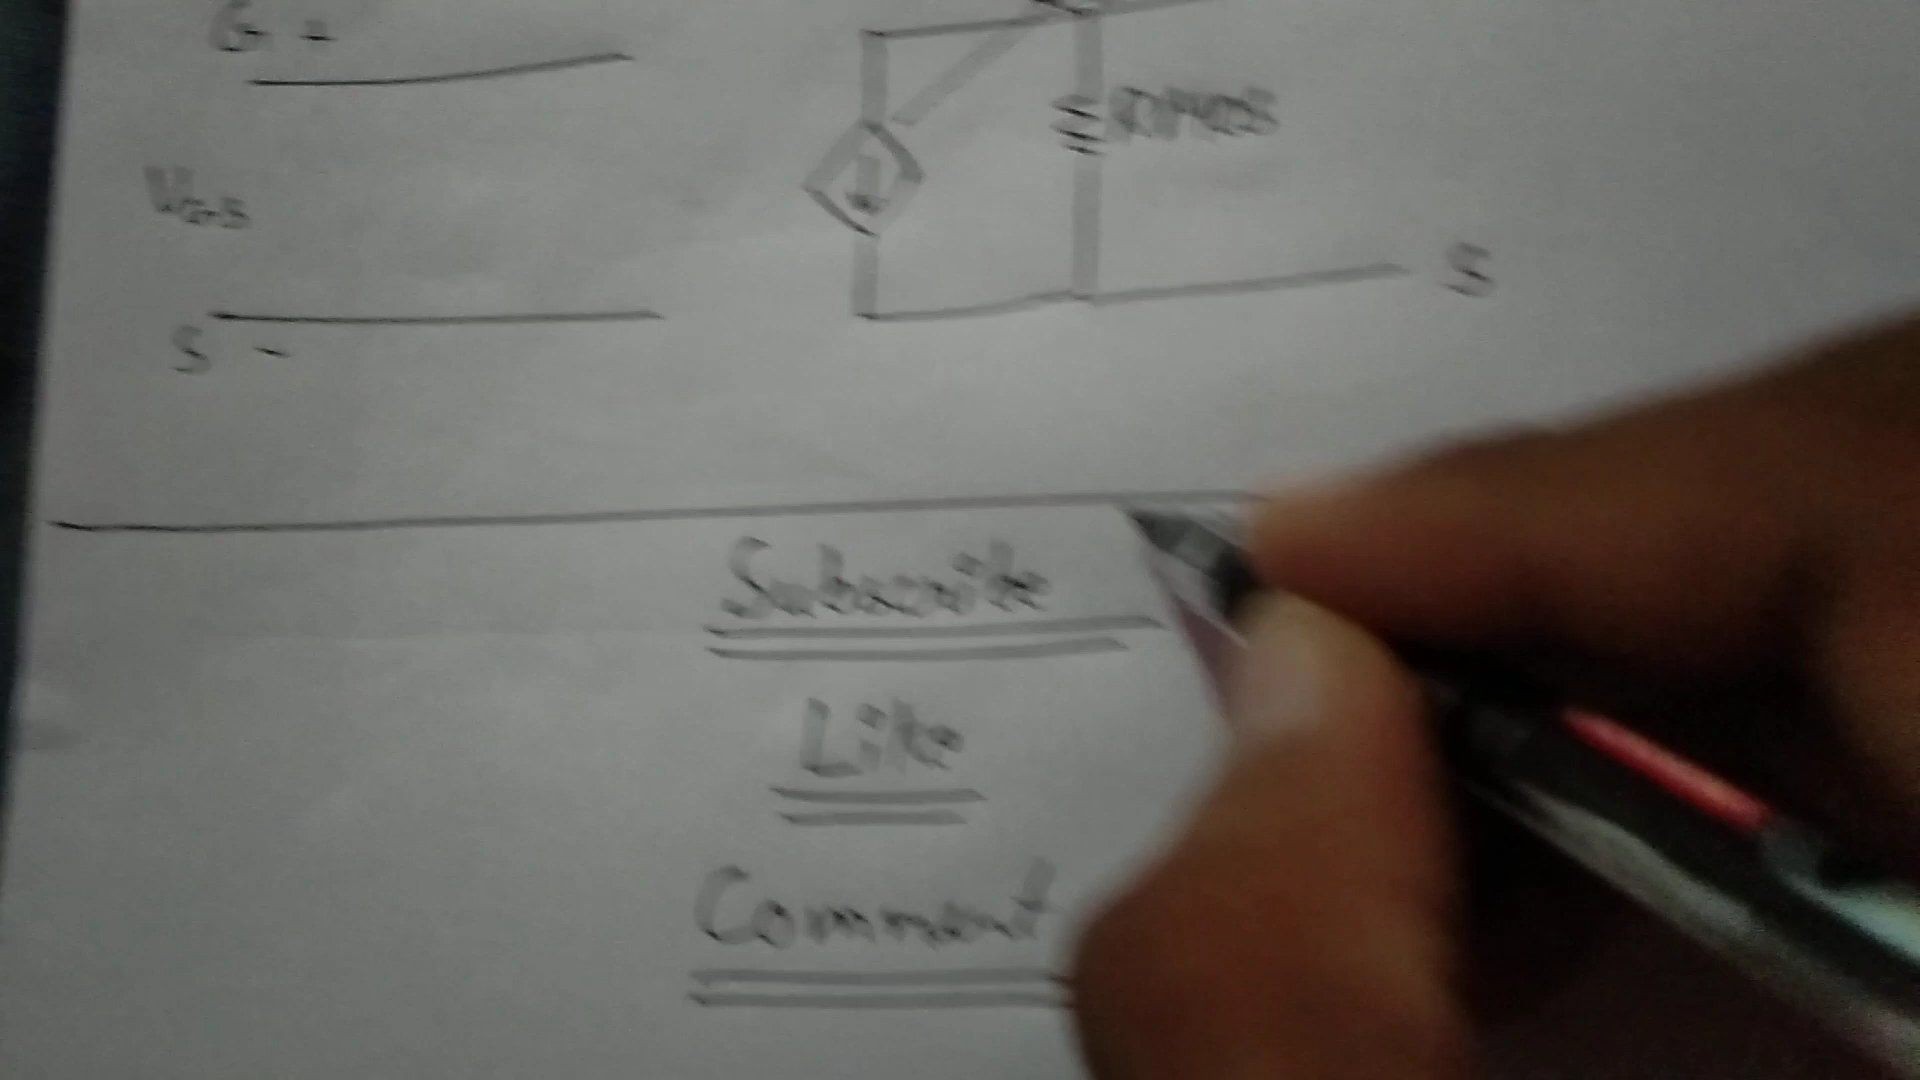 G -
VGS
S -
S
Subscribe
Like
Comment